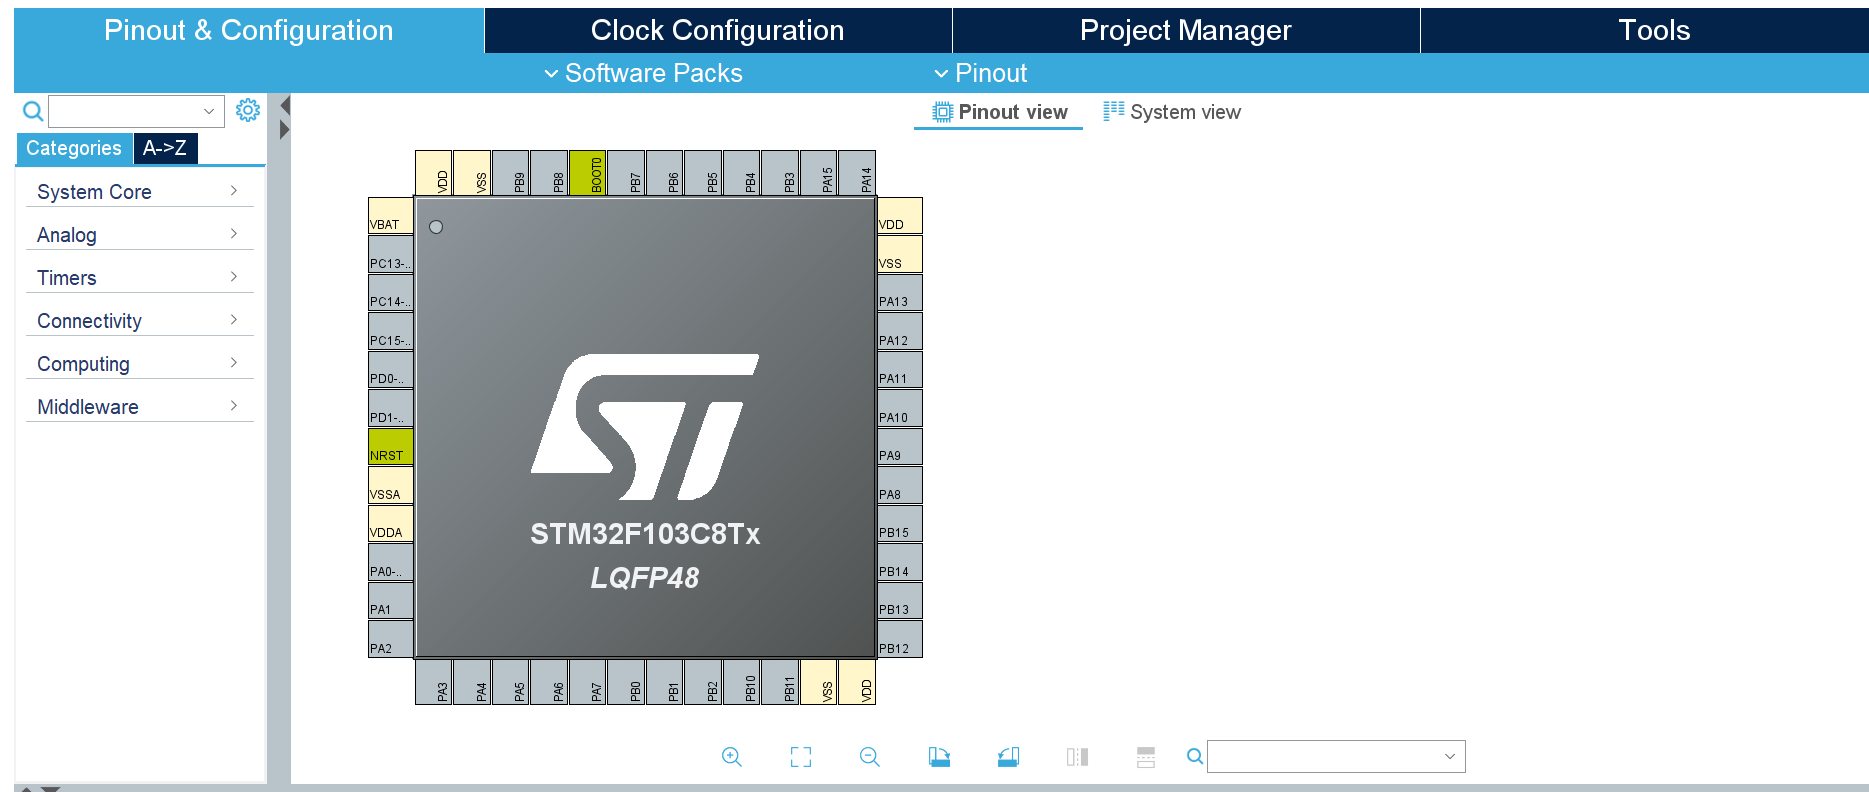 Pinout & Configuration Clock Configuration Project Manager Tools
Software Packs Pinout
Pinout view System view
Categories A->Z
System Core
Analog
Timers
Connectivity
Computing
Middleware
VDD VSS PB9 PB8 BOOT0 PB7 PB6 PB5 PB4 PB3 PA15 PA14
VBAT
PC13-..
PC14-..
PC15-..
PD0-..
PD1-..
NRST
VSSA
VDDA
PA0-..
PA1
PA2
ST
STM32F103C8Tx
LQFP48
VDD
VSS
PA13
PA12
PA11
PA10
PA9
PA8
PB15
PB14
PB13
PB12
PA3 PA4 PA5 PA6 PA7 PB0 PB1 PB2 PB10 PB11 VSS VDD